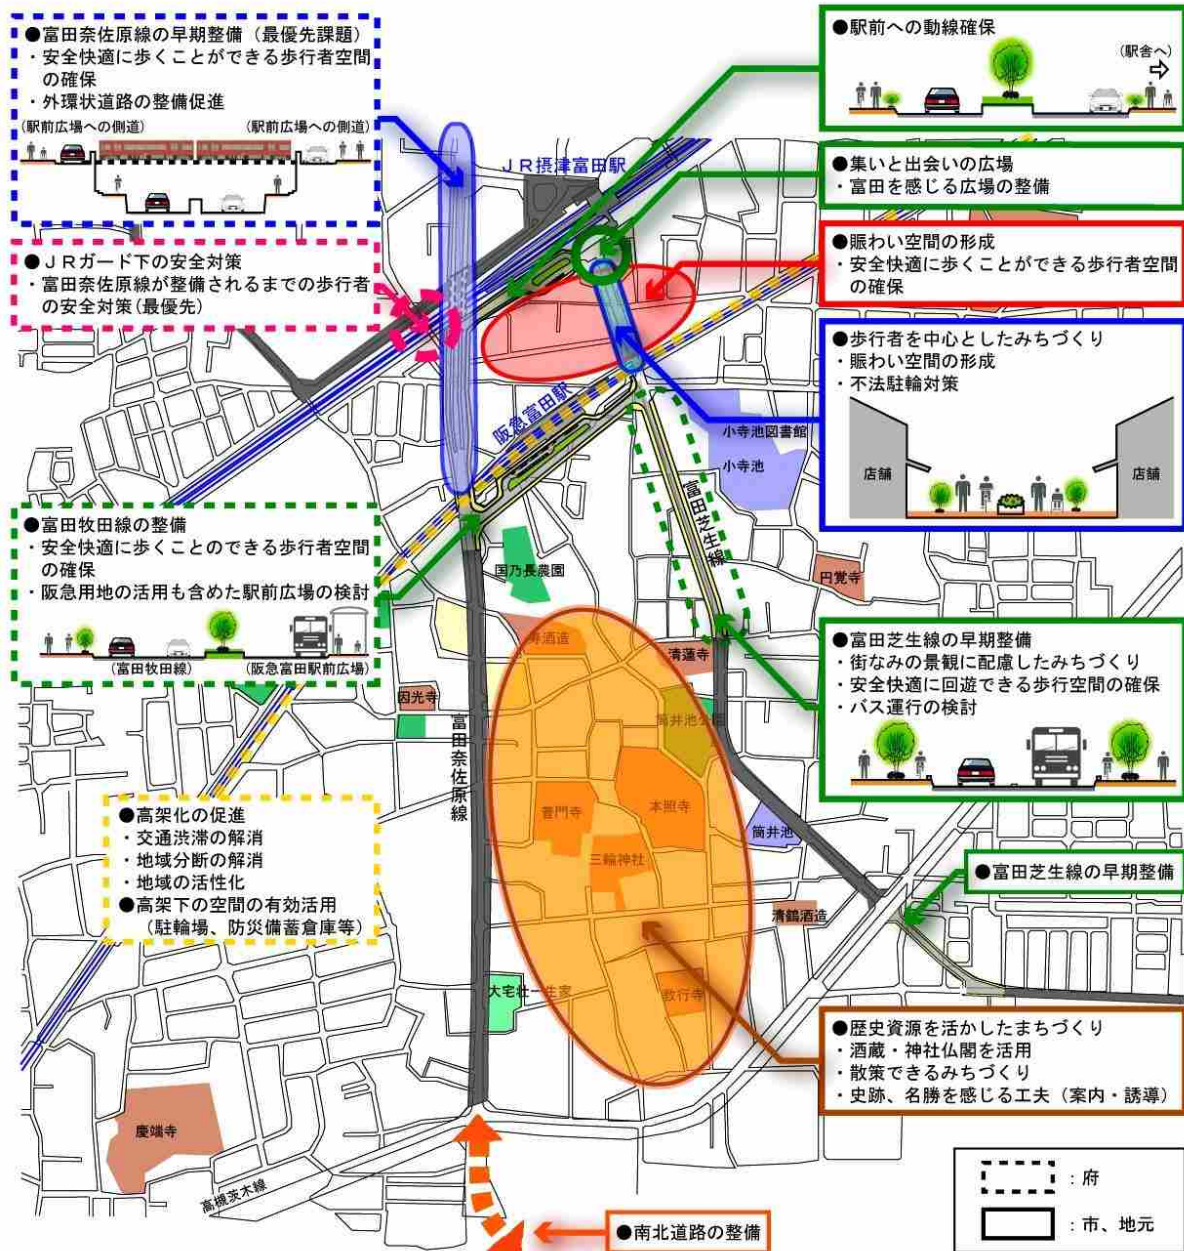 ●富田奈佐原線の早期整備（最優先課題）
・安全快適に歩くことができる歩行者空間
の確保
・外環状道路の整備促進
(駅前広場への側道)
(駅前広場への側道)
●ＪＲガード下の安全対策
・富田奈佐原線が整備されるまでの歩行者
の安全対策(最優先)
●富田牧田線の整備
・安全快適に歩くことのできる歩行者空間
の確保
・阪急用地の活用も含めた駅前広場の検討
(富田牧田線)
(阪急富田駅前広場)
●高架化の促進
・交通渋滞の解消
・地域分断の解消
・地域の活性化
●高架下の空間の有効活用
（駐輪場、防災備蓄倉庫等）
●駅前への動線確保
(駅舎へ)
●集いと出会いの広場
・富田を感じる広場の整備
●賑わい空間の形成
・安全快適に歩くことができる歩行者空間
の確保
●歩行者を中心としたみちづくり
・賑わい空間の形成
・不法駐輪対策
店舗
店舗
●富田芝生線の早期整備
・街なみの景観に配慮したみちづくり
・安全快適に回遊できる歩行空間の確保
・バス運行の検討
●富田芝生線の早期整備
●歴史資源を活かしたまちづくり
・酒蔵・神社仏閣を活用
・散策できるみちづくり
・史跡、名勝を感じる工夫（案内・誘導）
●南北道路の整備
：府
：市、地元
ＪＲ摂津富田駅
阪急富田駅
小寺池図書館
小寺池
富田芝生線
国乃長農園
円覚寺
寿酒造
清蓮寺
因光寺
筒井池公園
富田奈佐原線
本照寺
普門寺
筒井池
三輪神社
清鶴酒造
大宅壮一生家
教行寺
慶瑞寺
高槻茨木線